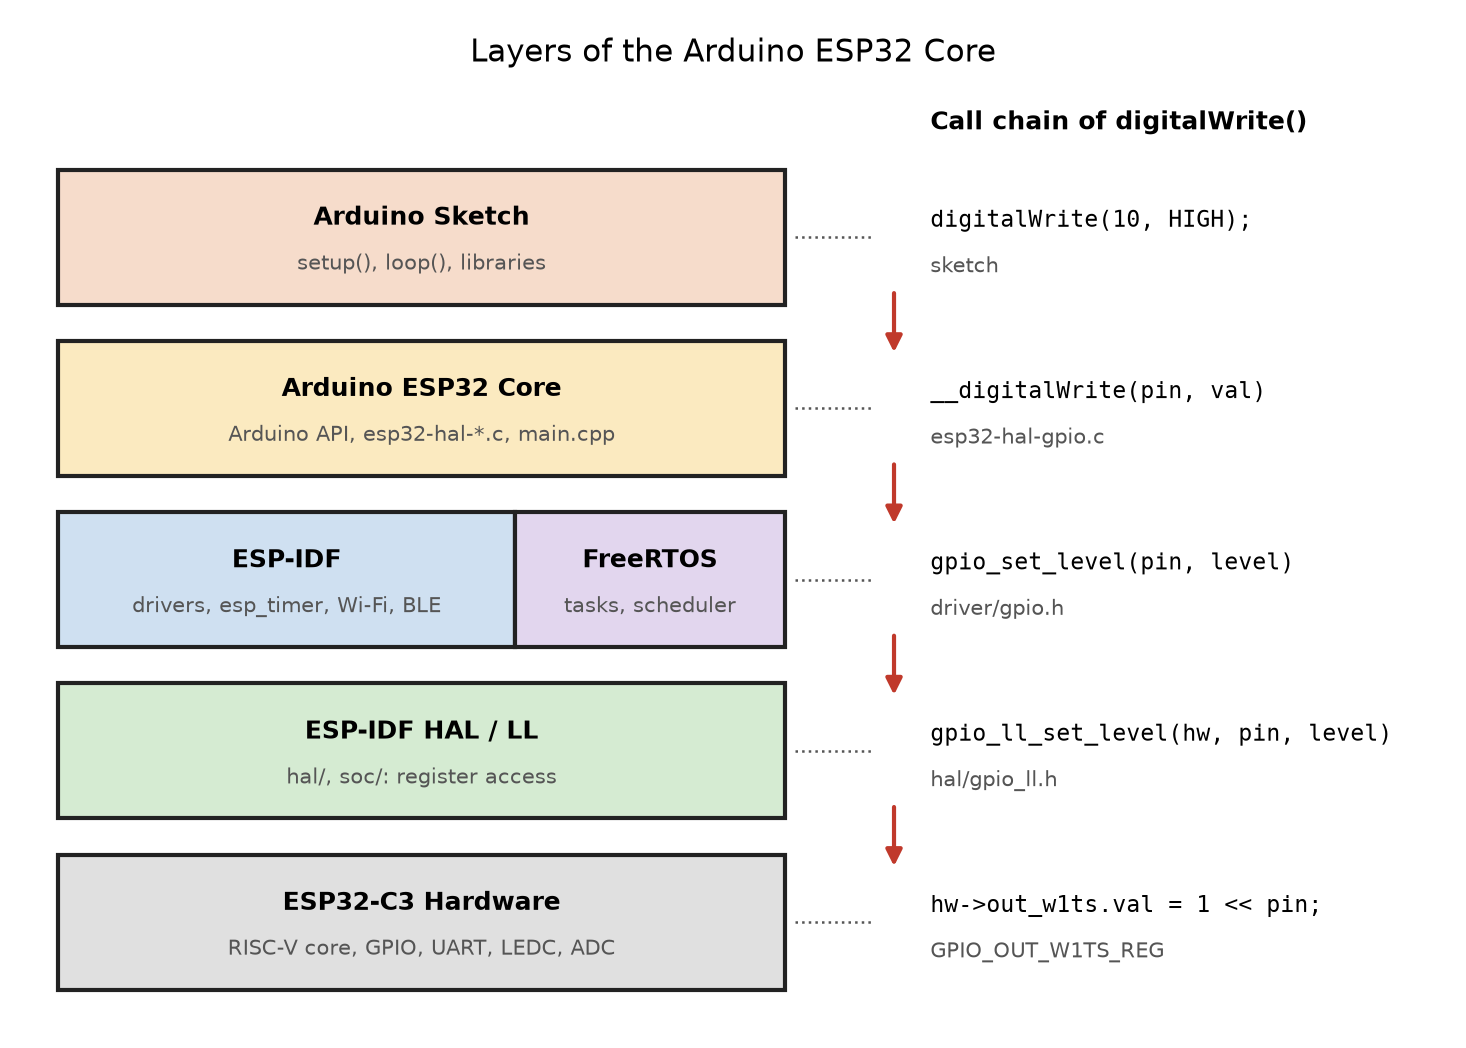 Layers of the Arduino ESP32 Core
Call chain of digitalWrite()
Arduino Sketch
setup(), loop(), libraries
digitalWrite(10, HIGH);
sketch
Arduino ESP32 Core
Arduino API, esp32-hal-*.c, main.cpp
__digitalWrite(pin, val)
esp32-hal-gpio.c
ESP-IDF
drivers, esp_timer, Wi-Fi, BLE
FreeRTOS
tasks, scheduler
gpio_set_level(pin, level)
driver/gpio.h
ESP-IDF HAL / LL
hal/, soc/: register access
gpio_ll_set_level(hw, pin, level)
hal/gpio_ll.h
ESP32-C3 Hardware
RISC-V core, GPIO, UART, LEDC, ADC
hw->out_w1ts.val = 1 << pin;
GPIO_OUT_W1TS_REG